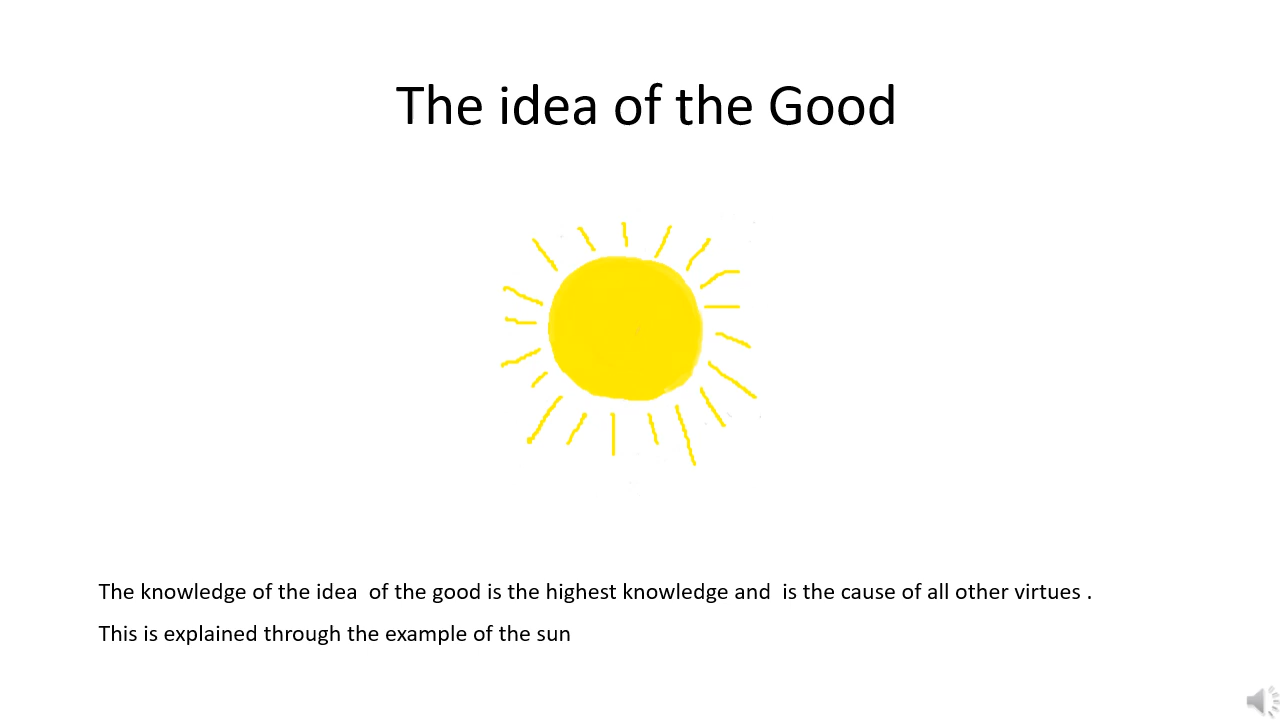 The idea of the Good
The knowledge of the idea  of the good is the highest knowledge and  is the cause of all other virtues .
This is explained through the example of the sun